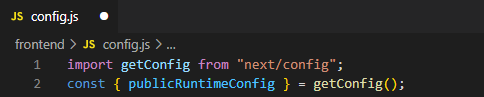 JS config.js
frontend > JS config.js > ...
1 import getConfig from "next/config";
2 const { publicRuntimeConfig } = getConfig();